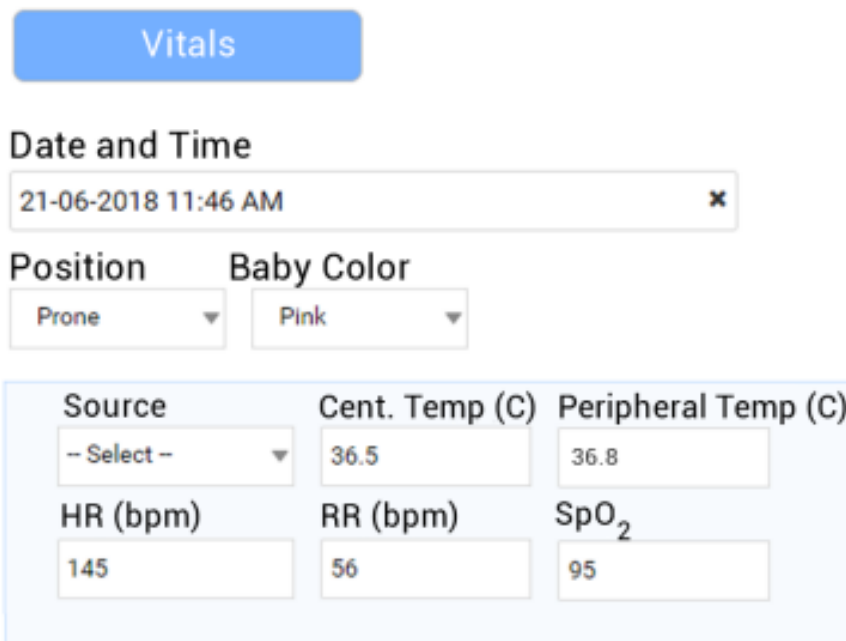 Vitals
Date and Time
21-06-2018 11:46 AM ×
Position Baby Color
Prone Pink
Source Cent. Temp (C) Peripheral Temp (C)
-- Select -- 36.5 36.8
HR (bpm) RR (bpm) SpO₂
145 56 95